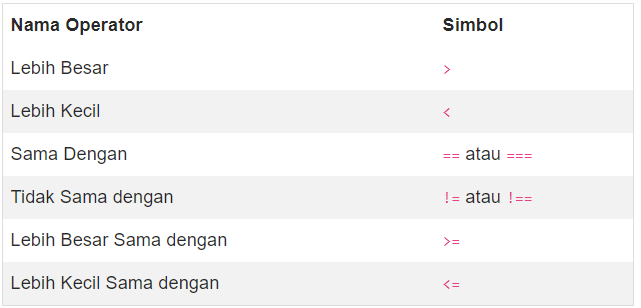 Nama Operator Simbol
Lebih Besar >
Lebih Kecil <
Sama Dengan == atau ===
Tidak Sama dengan != atau !==
Lebih Besar Sama dengan >=
Lebih Kecil Sama dengan <=